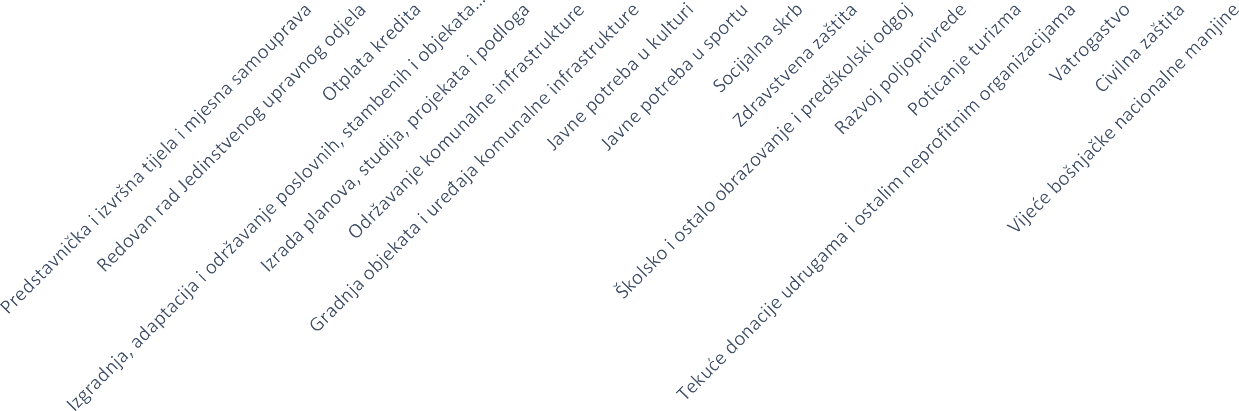 Predstavnička i izvršna tijela i mjesna samouprava
Redovan rad Jedinstvenog upravnog odjela
Otplata kredita
Izgradnja, adaptacija i održavanje poslovnih, stambenih i objekata...
Izrada planova, studija, projekata i podloga
Održavanje komunalne infrastrukture
Gradnja objekata i uređaja komunalne infrastrukture
Javne potreba u kulturi
Javne potreba u sportu
Socijalna skrb
Zdravstvena zaštita
Školsko i ostalo obrazovanje i predškolski odgoj
Razvoj poljoprivrede
Poticanje turizma
Tekuće donacije udrugama i ostalim neprofitnim organizacijama
Vatrogastvo
Civilna zaštita
Vijeće bošnjačke nacionalne manjine